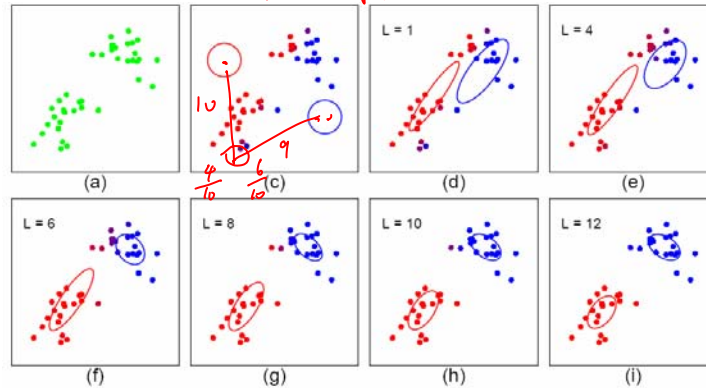 L = 1
L = 4
10
9
4/10
6/10
(a)
(c)
(d)
(e)
L = 6
L = 8
L = 10
L = 12
(f)
(g)
(h)
(i)